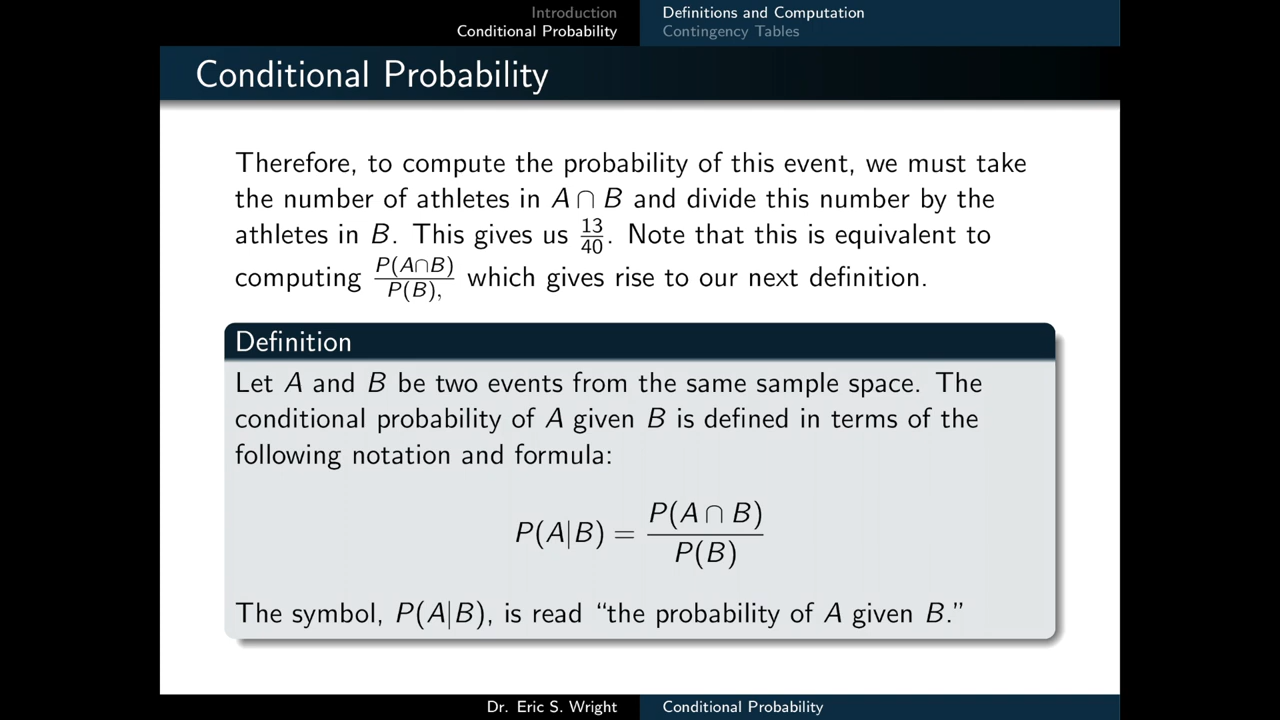 Introduction
Conditional Probability
Definitions and Computation
Contingency Tables
Conditional Probability
Therefore, to compute the probability of this event, we must take
the number of athletes in A ∩ B and divide this number by the
athletes in B. This gives us 13/40. Note that this is equivalent to
computing P(A∩B)/P(B), which gives rise to our next definition.
Definition
Let A and B be two events from the same sample space. The
conditional probability of A given B is defined in terms of the
following notation and formula:
P(A|B) = P(A ∩ B)/P(B)
The symbol, P(A|B), is read “the probability of A given B.”
Dr. Eric S. Wright
Conditional Probability